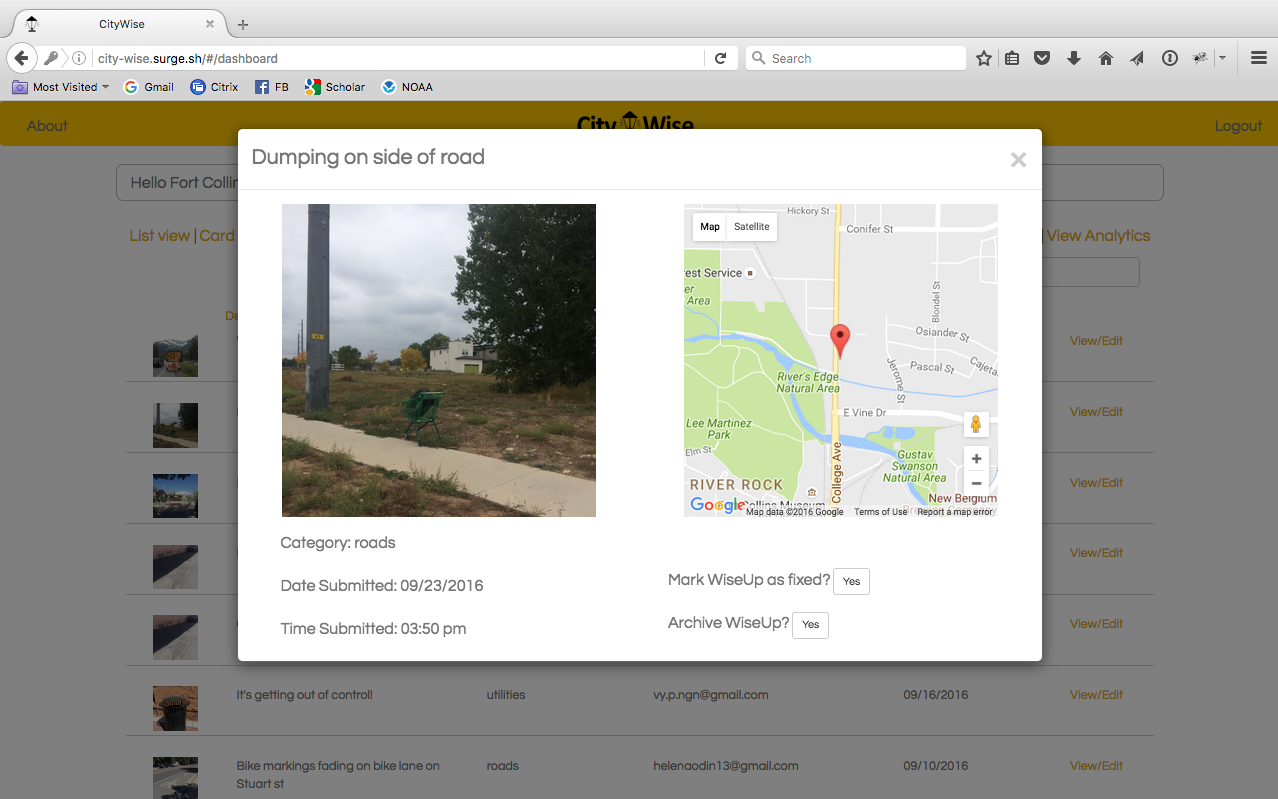 CityWise
city-wise.surge.sh/#/dashboard
Search
Most Visited
Gmail
Citrix
FB
Scholar
NOAA
About
City Wise
Logout
Dumping on side of road
×
Hello Fort Collin
List view | Card
| View Analytics
Map
Satellite
Hickory St
Conifer St
rest Service
er
Area
Blondel St
Osiander St
Pascal St
Cajeta
Jerome St
River's Edge
Natural Area
E Vine Dr
Lee Martinez
Park
Elm St
Gustav
Swanson
Natural Area
College Ave
RIVER ROCK
New Belgium
Collins Museum
Google
Map data ©2016 Google
Terms of Use
Report a map error
+
−
De
View/Edit
View/Edit
View/Edit
View/Edit
View/Edit
Category: roads
Date Submitted: 09/23/2016
Time Submitted: 03:50 pm
Mark WiseUp as fixed? Yes
Archive WiseUp? Yes
It's getting out of control!
utilities
vy.p.ngn@gmail.com
09/16/2016
View/Edit
Bike markings fading on bike lane on
Stuart st
roads
helenaodin13@gmail.com
09/10/2016
View/Edit